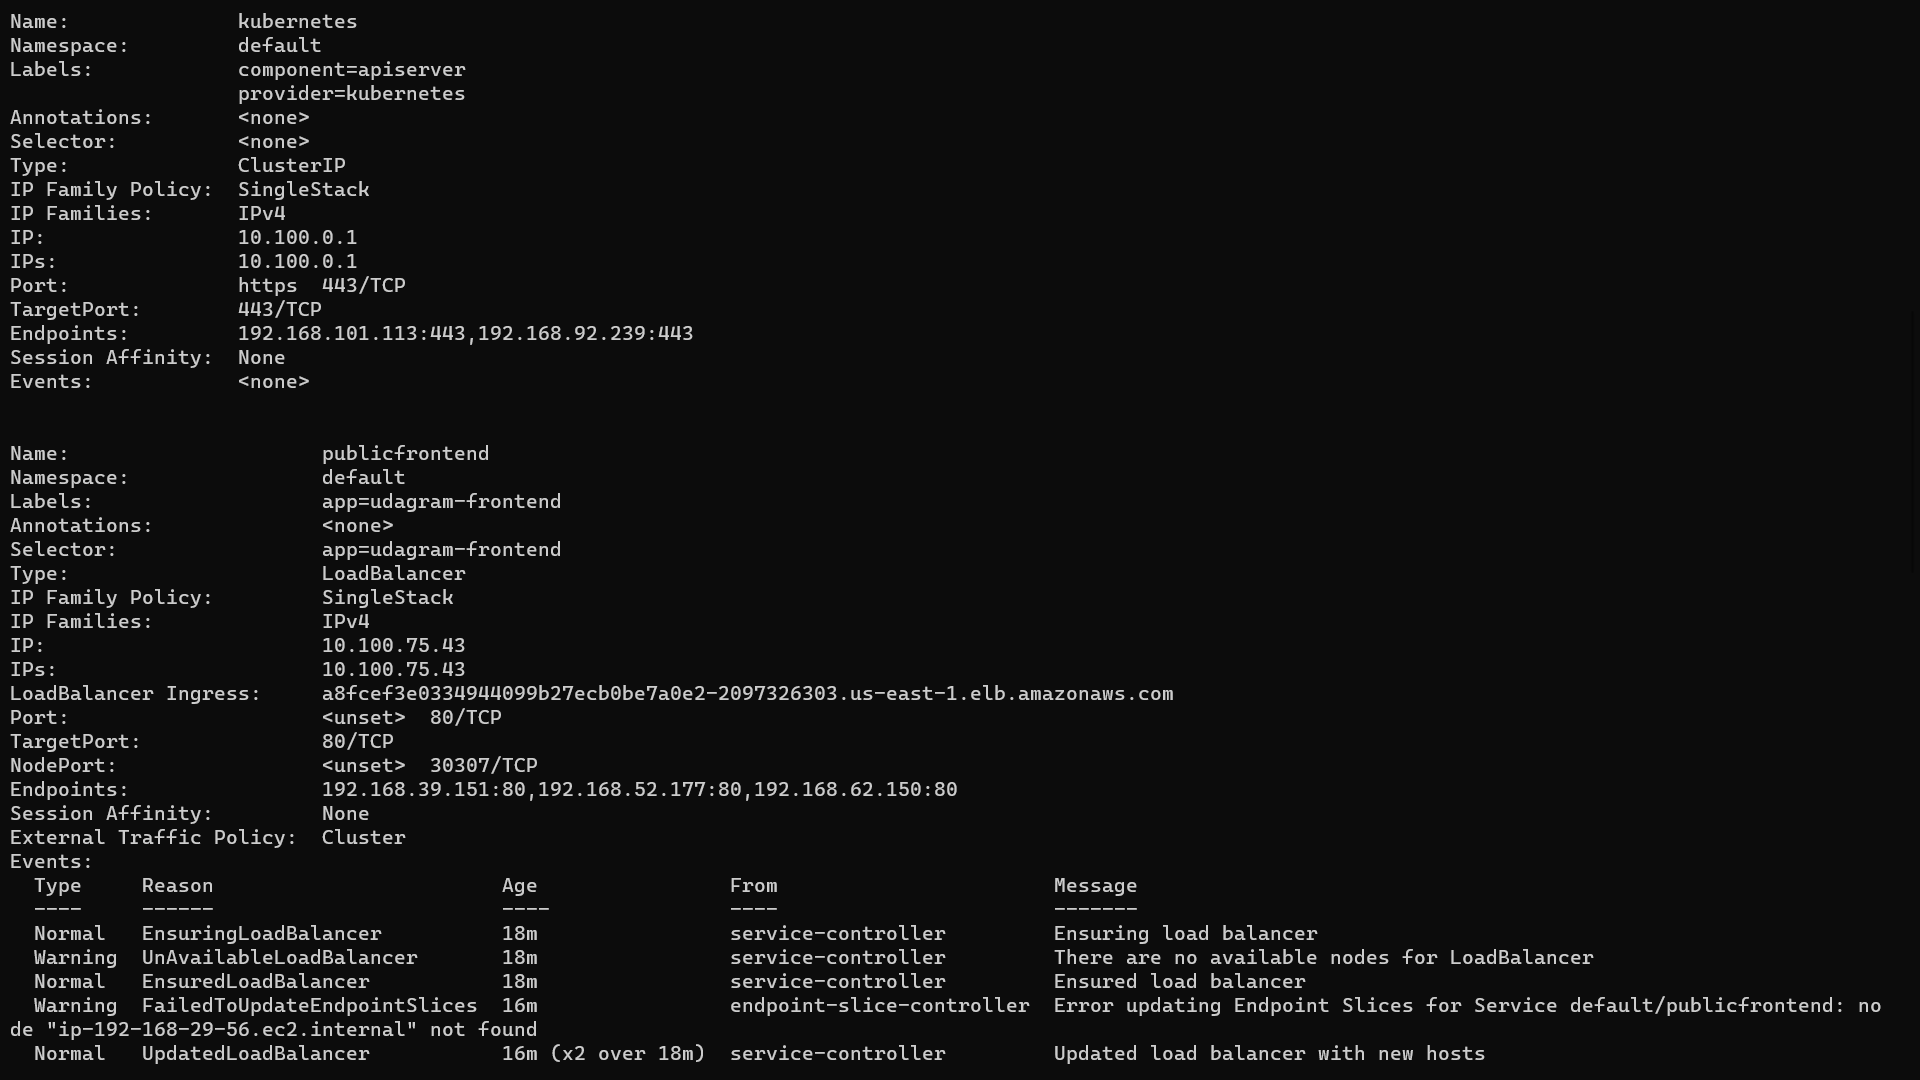 Name:              kubernetes
Namespace:         default
Labels:            component=apiserver
                   provider=kubernetes
Annotations:       <none>
Selector:          <none>
Type:              ClusterIP
IP Family Policy:  SingleStack
IP Families:       IPv4
IP:                10.100.0.1
IPs:               10.100.0.1
Port:              https  443/TCP
TargetPort:        443/TCP
Endpoints:         192.168.101.113:443,192.168.92.239:443
Session Affinity:  None
Events:            <none>
Name:                     publicfrontend
Namespace:                default
Labels:                   app=udagram-frontend
Annotations:              <none>
Selector:                 app=udagram-frontend
Type:                     LoadBalancer
IP Family Policy:         SingleStack
IP Families:              IPv4
IP:                       10.100.75.43
IPs:                      10.100.75.43
LoadBalancer Ingress:     a8fcef3e0334944099b27ecb0be7a0e2-2097326303.us-east-1.elb.amazonaws.com
Port:                     <unset>  80/TCP
TargetPort:               80/TCP
NodePort:                 <unset>  30307/TCP
Endpoints:                192.168.39.151:80,192.168.52.177:80,192.168.62.150:80
Session Affinity:         None
External Traffic Policy:  Cluster
Events:
  Type     Reason                        Age                From                       Message
  ----     ------                        ----               ----                       -------
  Normal   EnsuringLoadBalancer          18m                service-controller         Ensuring load balancer
  Warning  UnAvailableLoadBalancer       18m                service-controller         There are no available nodes for LoadBalancer
  Normal   EnsuredLoadBalancer           18m                service-controller         Ensured load balancer
  Warning  FailedToUpdateEndpointSlices  16m                endpoint-slice-controller  Error updating Endpoint Slices for Service default/publicfrontend: no
de "ip-192-168-29-56.ec2.internal" not found
  Normal   UpdatedLoadBalancer           16m (x2 over 18m)  service-controller         Updated load balancer with new hosts